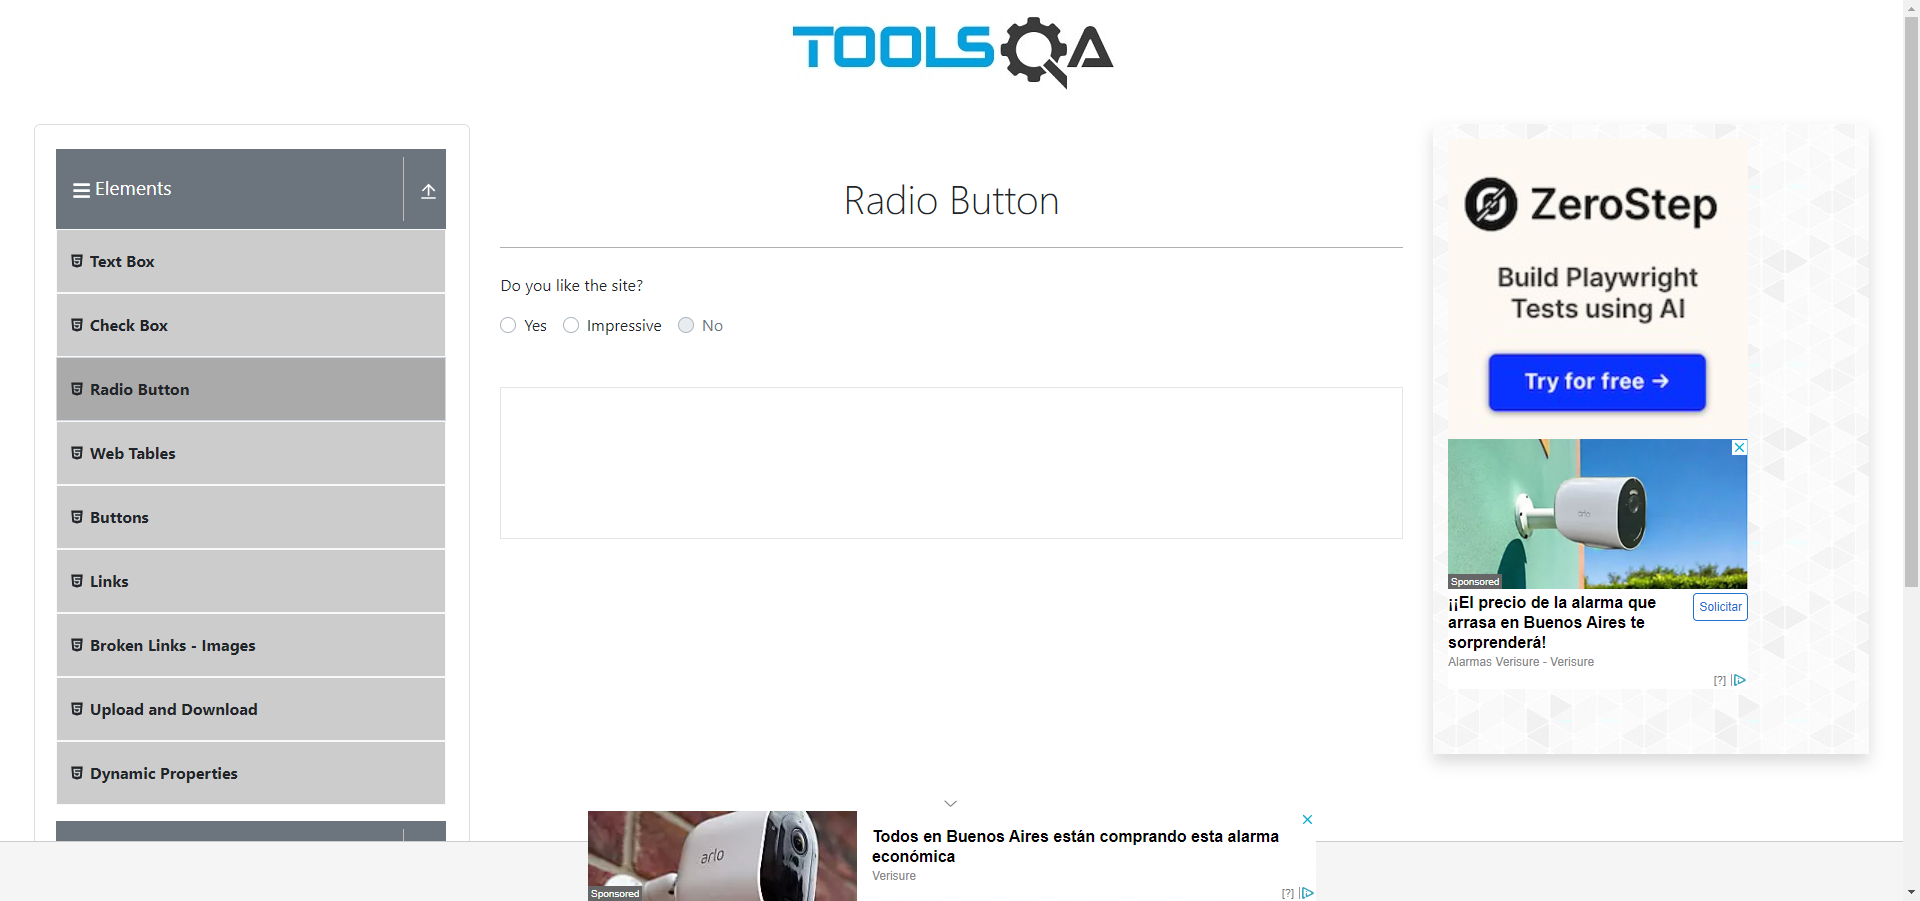 TOOLSQA
Elements
Text Box
Check Box
Radio Button
Web Tables
Buttons
Links
Broken Links - Images
Upload and Download
Dynamic Properties
Radio Button
Do you like the site?
Yes
Impressive
No
ZeroStep
Build Playwright
Tests using AI
Try for free →
arlo
Sponsored
¡¡El precio de la alarma que
arrasa en Buenos Aires te
sorprenderá!
Solicitar
Alarmas Verisure - Verisure
[?]
arlo
Sponsored
Todos en Buenos Aires están comprando esta alarma
económica
Verisure
[?]